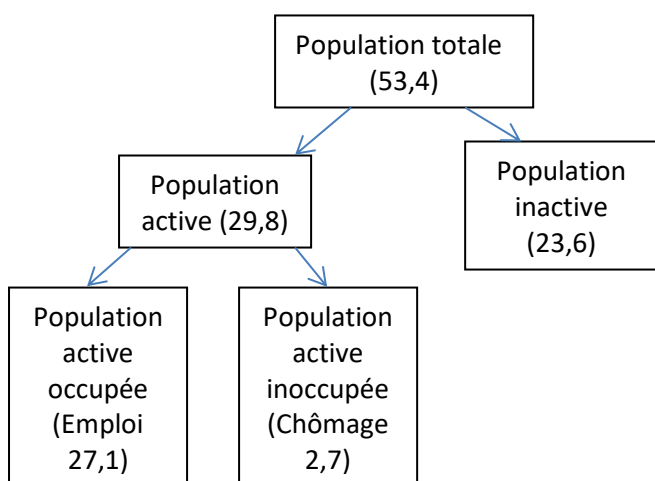 Population totale
(53,4)
Population
active (29,8)
Population
inactive
(23,6)
Population
active
occupée
(Emploi
27,1)
Population
active
inoccupée
(Chômage
2,7)